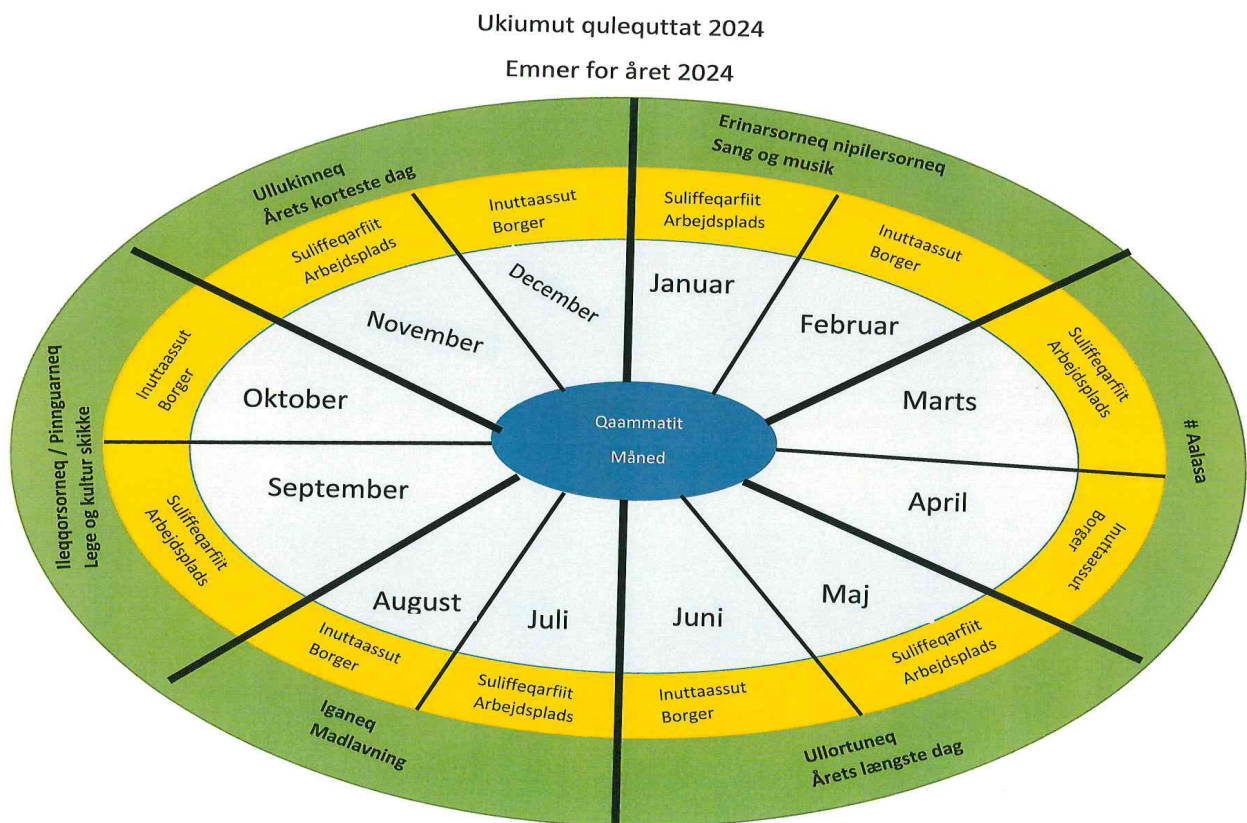 Ukiumut qulequttat 2024
Emner for året 2024
Erinarsorneq nipilersorneq
Sang og musik
# Aalasa
Ullortuneq
Årets længste dag
Iganeq
Madlavning
Ileqqorsorneq / Pinnguarneq
Lege og kultur skikke
Ullukinneq
Årets korteste dag
Suliffeqarfiit
Arbejdsplads
Inuttaassut
Borger
Suliffeqarfiit
Arbejdsplads
Inuttaassut
Borger
Suliffeqarfiit
Arbejdsplads
Inuttaassut
Borger
Suliffeqarfiit
Arbejdsplads
Inuttaassut
Borger
Suliffeqarfiit
Arbejdsplads
Inuttaassut
Borger
Suliffeqarfiit
Arbejdsplads
Inuttaassut
Borger
Januar
Februar
Marts
April
Maj
Juni
Juli
August
September
Oktober
November
December
Qaammatit
Måned